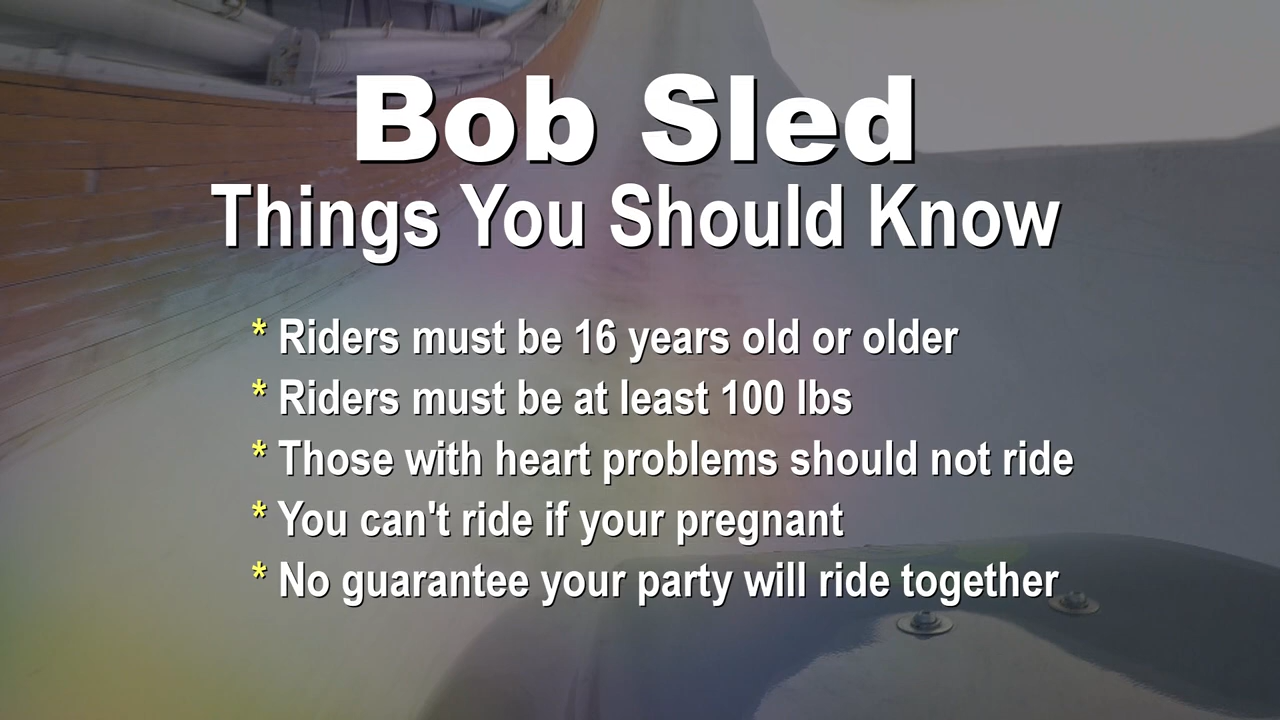 Bob Sled
Things You Should Know
* Riders must be 16 years old or older
* Riders must be at least 100 lbs
* Those with heart problems should not ride
* You can't ride if your pregnant
* No guarantee your party will ride together